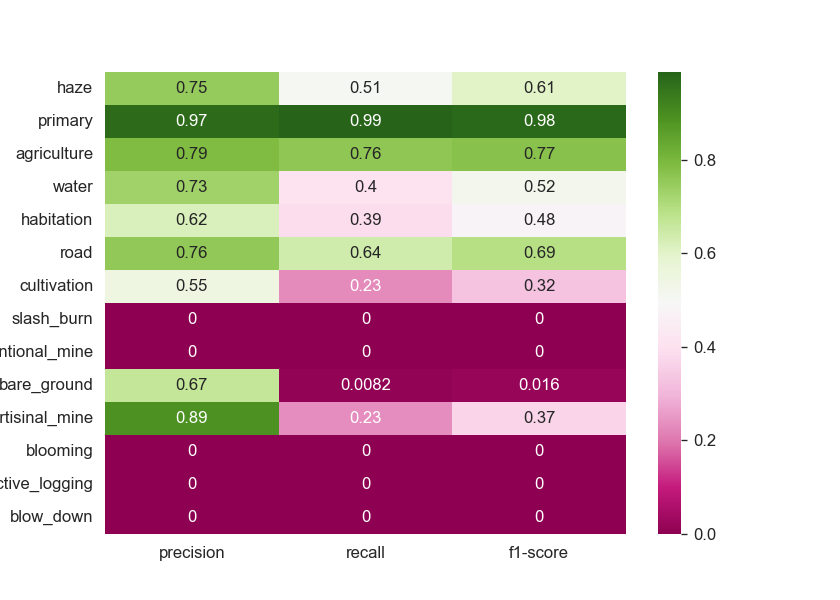 haze 0.75 0.51 0.61
primary 0.97 0.99 0.98
agriculture 0.79 0.76 0.77
water 0.73 0.4 0.52
habitation 0.62 0.39 0.48
road 0.76 0.64 0.69
cultivation 0.55 0.23 0.32
slash_burn 0 0 0
ntional_mine 0 0 0
bare_ground 0.67 0.0082 0.016
rtisinal_mine 0.89 0.23 0.37
blooming 0 0 0
ctive_logging 0 0 0
blow_down 0 0 0
precision recall f1-score
0.8
0.6
0.4
0.2
0.0